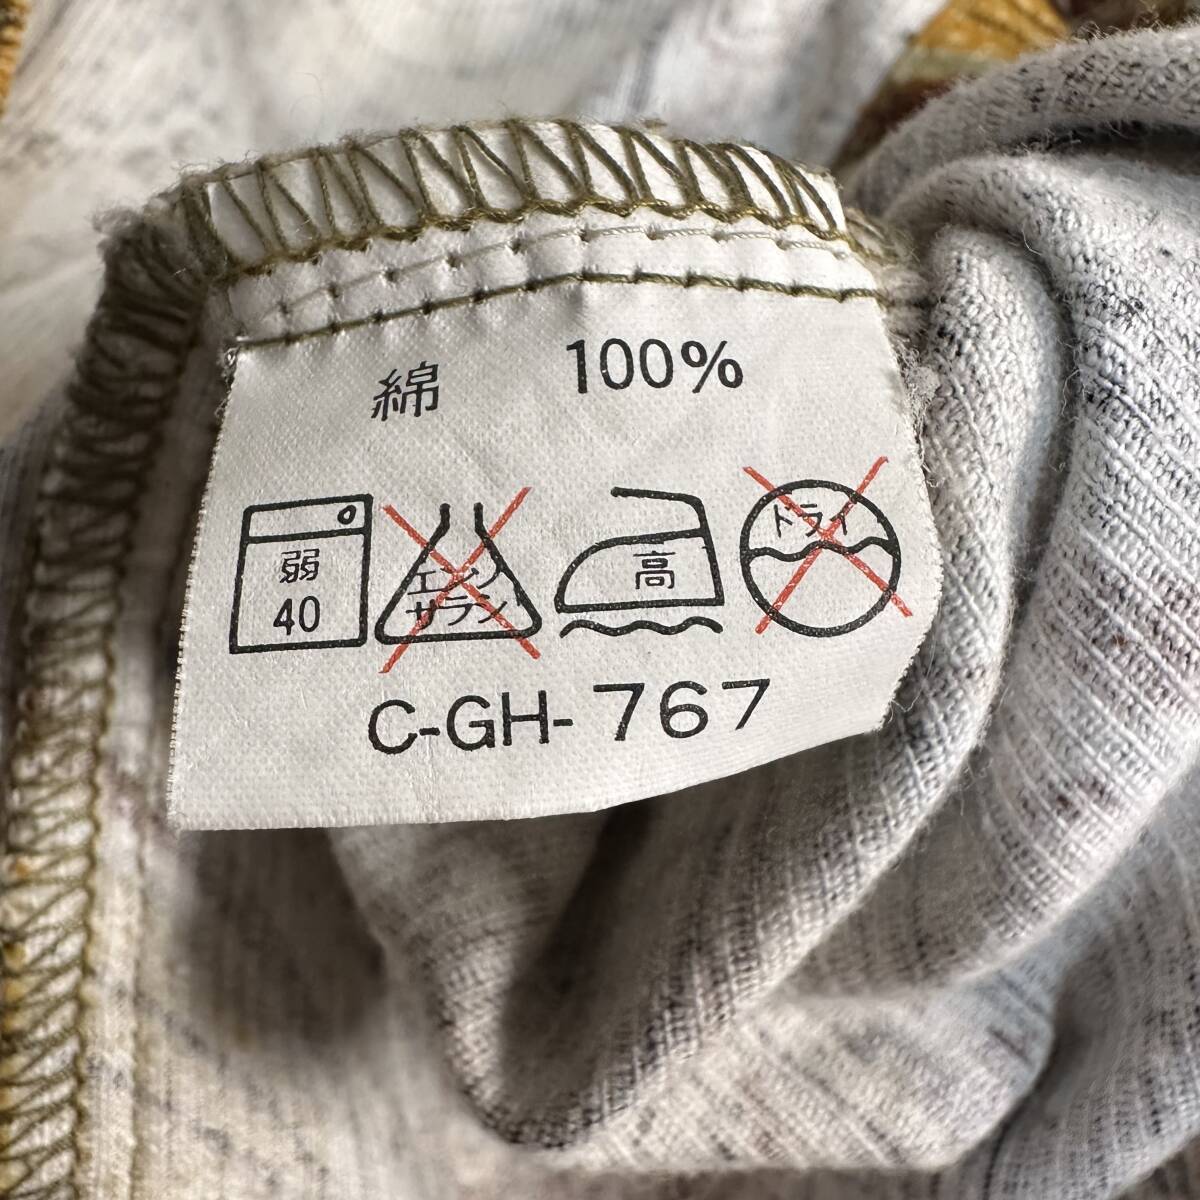 綿 100%
弱
40
エンソ
サラシ
高
ドライ
C-GH-767